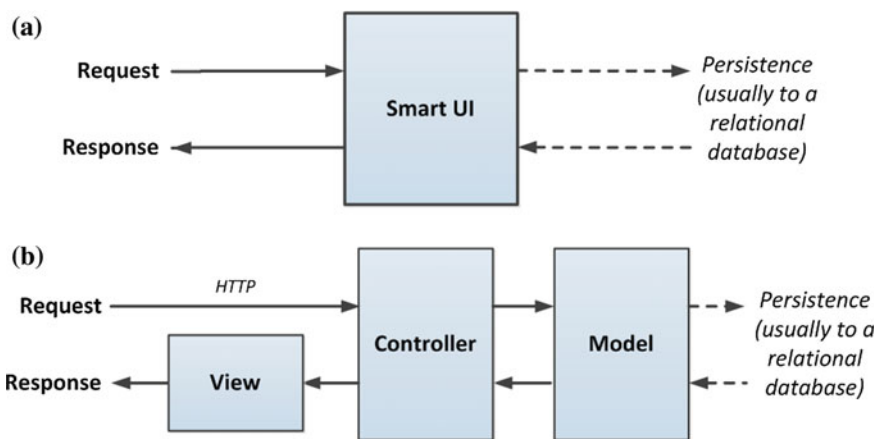 (a)
Request
Response
Smart UI
Persistence
(usually to a
relational
database)
(b)
Request
HTTP
Response
View
Controller
Model
Persistence
(usually to a
relational
database)